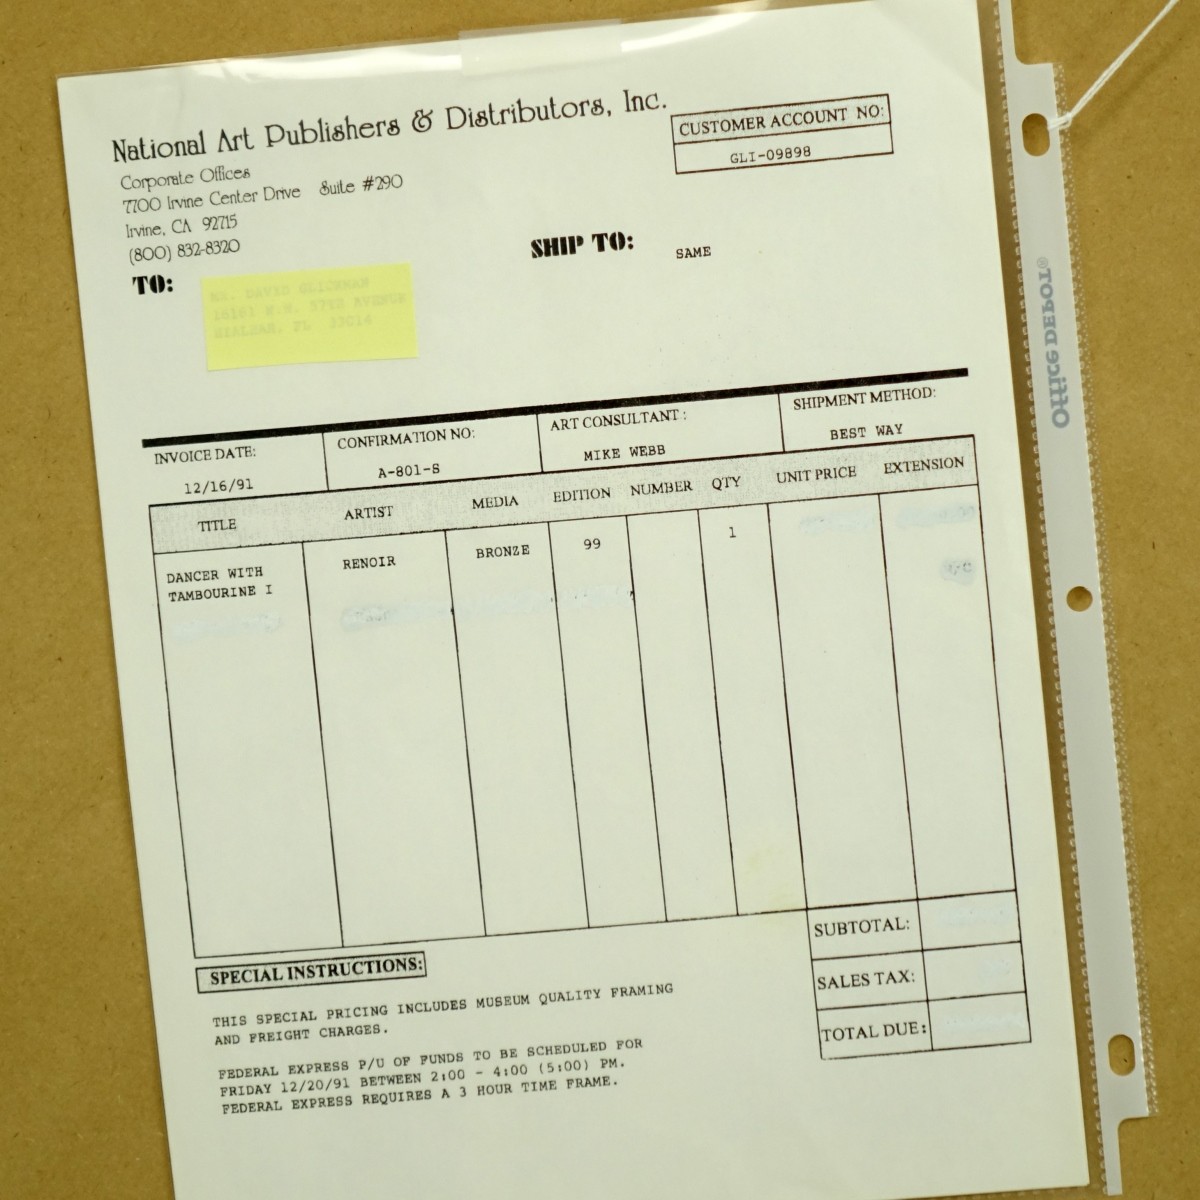 National Art Publishers & Distributors, Inc.
Corporate Offices
7700 Irvine Center Drive Suite #290
Irvine, CA 92715
(800) 832-8320
CUSTOMER ACCOUNT NO:
GLI-09898
TO:
SHIP TO: SAME
INVOICE DATE: 12/16/91
CONFIRMATION NO: A-801-S
ART CONSULTANT: MIKE WEBB
SHIPMENT METHOD: BEST WAY
TITLE ARTIST MEDIA EDITION NUMBER QTY UNIT PRICE EXTENSION
DANCER WITH RENOIR BRONZE 99 1
TAMBOURINE I
SUBTOTAL:
SALES TAX:
TOTAL DUE:
SPECIAL INSTRUCTIONS:
THIS SPECIAL PRICING INCLUDES MUSEUM QUALITY FRAMING
AND FREIGHT CHARGES.
FEDERAL EXPRESS P/U OF FUNDS TO BE SCHEDULED FOR
FRIDAY 12/20/91 BETWEEN 2:00 - 4:00 (5:00) PM.
FEDERAL EXPRESS REQUIRES A 3 HOUR TIME FRAME.
Office DEPOT®